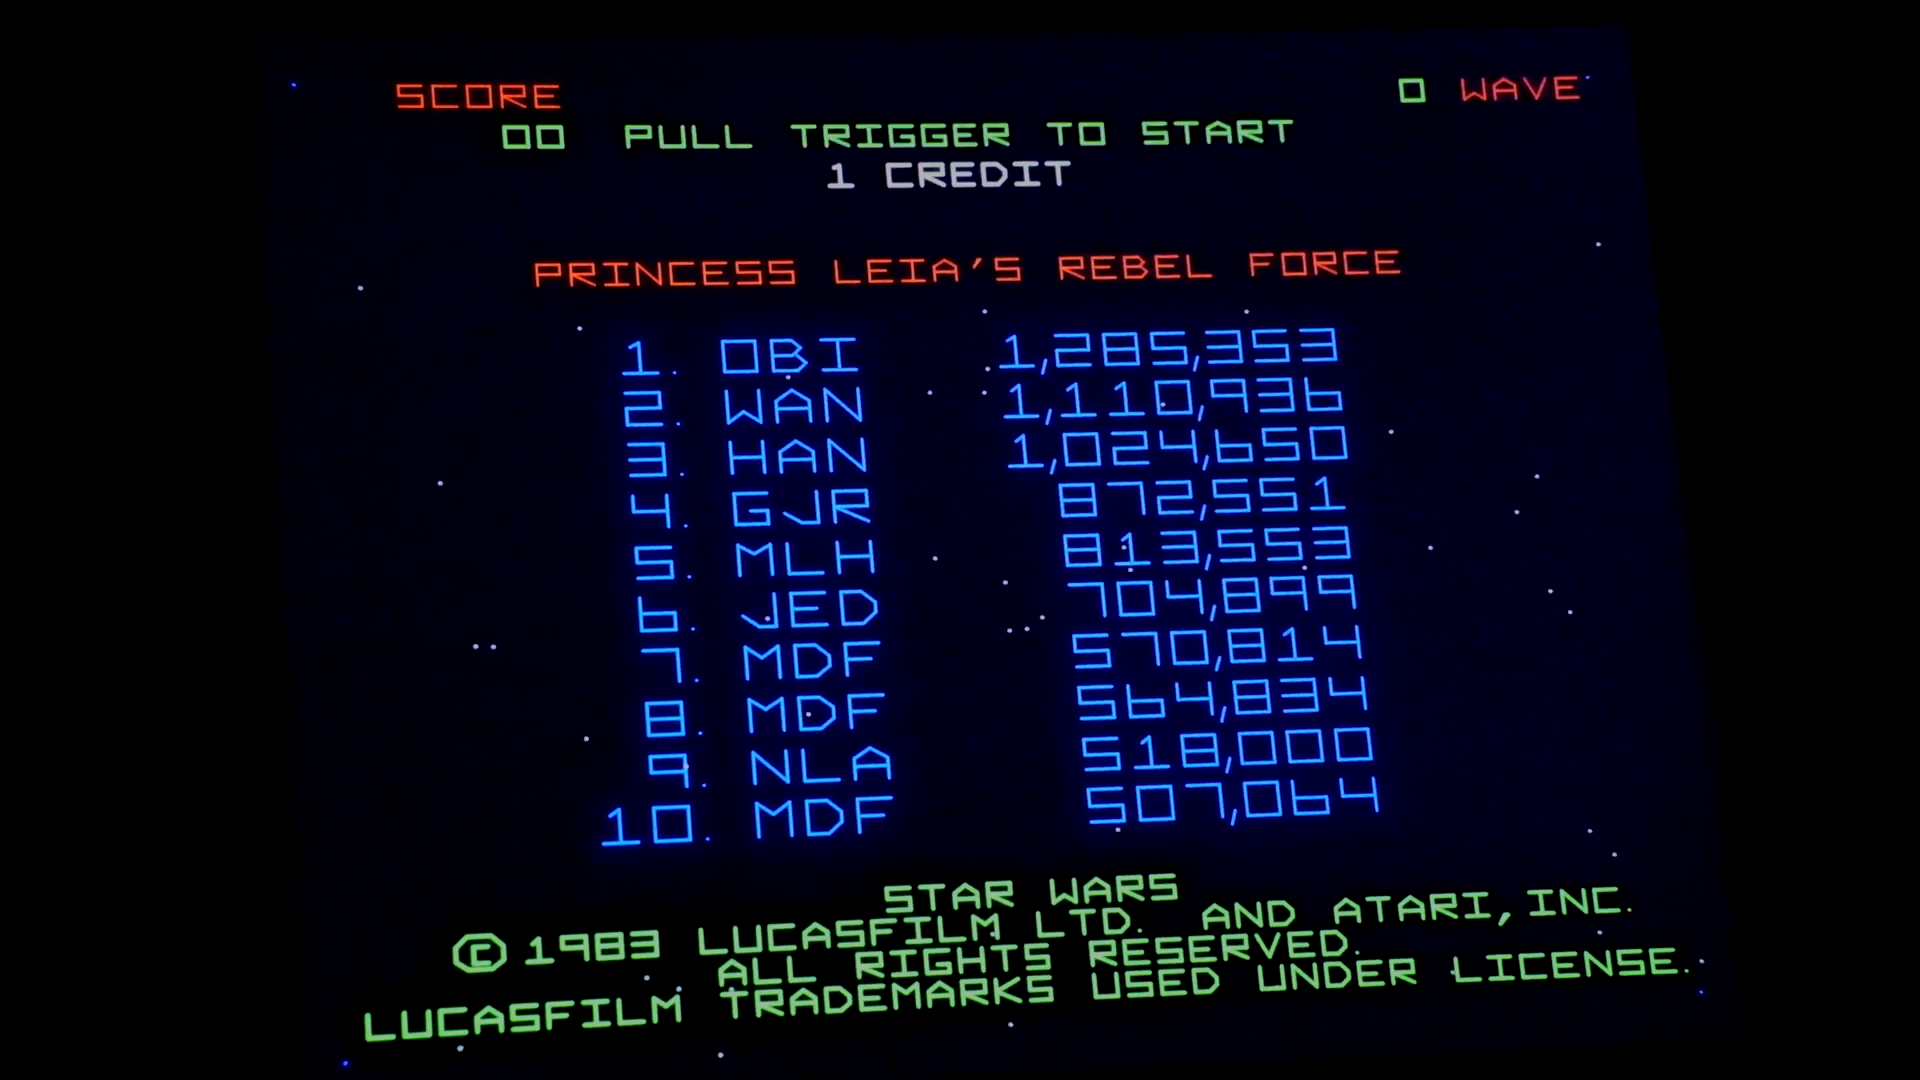 SCORE 0 WAVE
00 PULL TRIGGER TO START
1 CREDIT
PRINCESS LEIA'S REBEL FORCE
1. OBI 1,285,353
2. WAN 1,110,936
3. HAN 1,024,650
4. GJR 872,551
5. MLH 813,553
6. JED 704,899
7. MDF 570,814
8. MDF 564,834
9. NLA 518,000
10. MDF 507,064
STAR WARS
© 1983 LUCASFILM LTD. AND ATARI, INC.
ALL RIGHTS RESERVED.
LUCASFILM TRADEMARKS USED UNDER LICENSE.